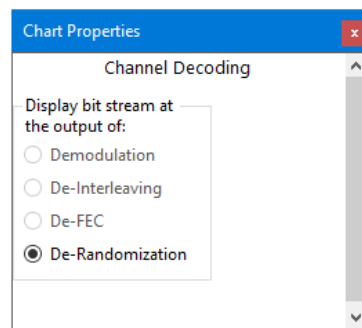 Chart Properties
x
Channel Decoding
Display bit stream at
the output of:
Demodulation
De-Interleaving
De-FEC
De-Randomization